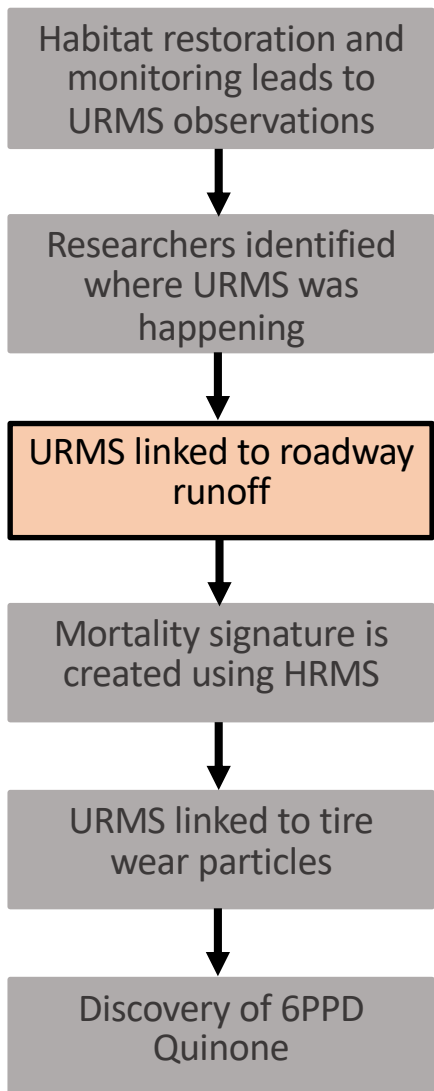 Habitat restoration and
monitoring leads to
URMS observations
Researchers identified
where URMS was
happening
URMS linked to roadway
runoff
Mortality signature is
created using HRMS
URMS linked to tire
wear particles
Discovery of 6PPD
Quinone